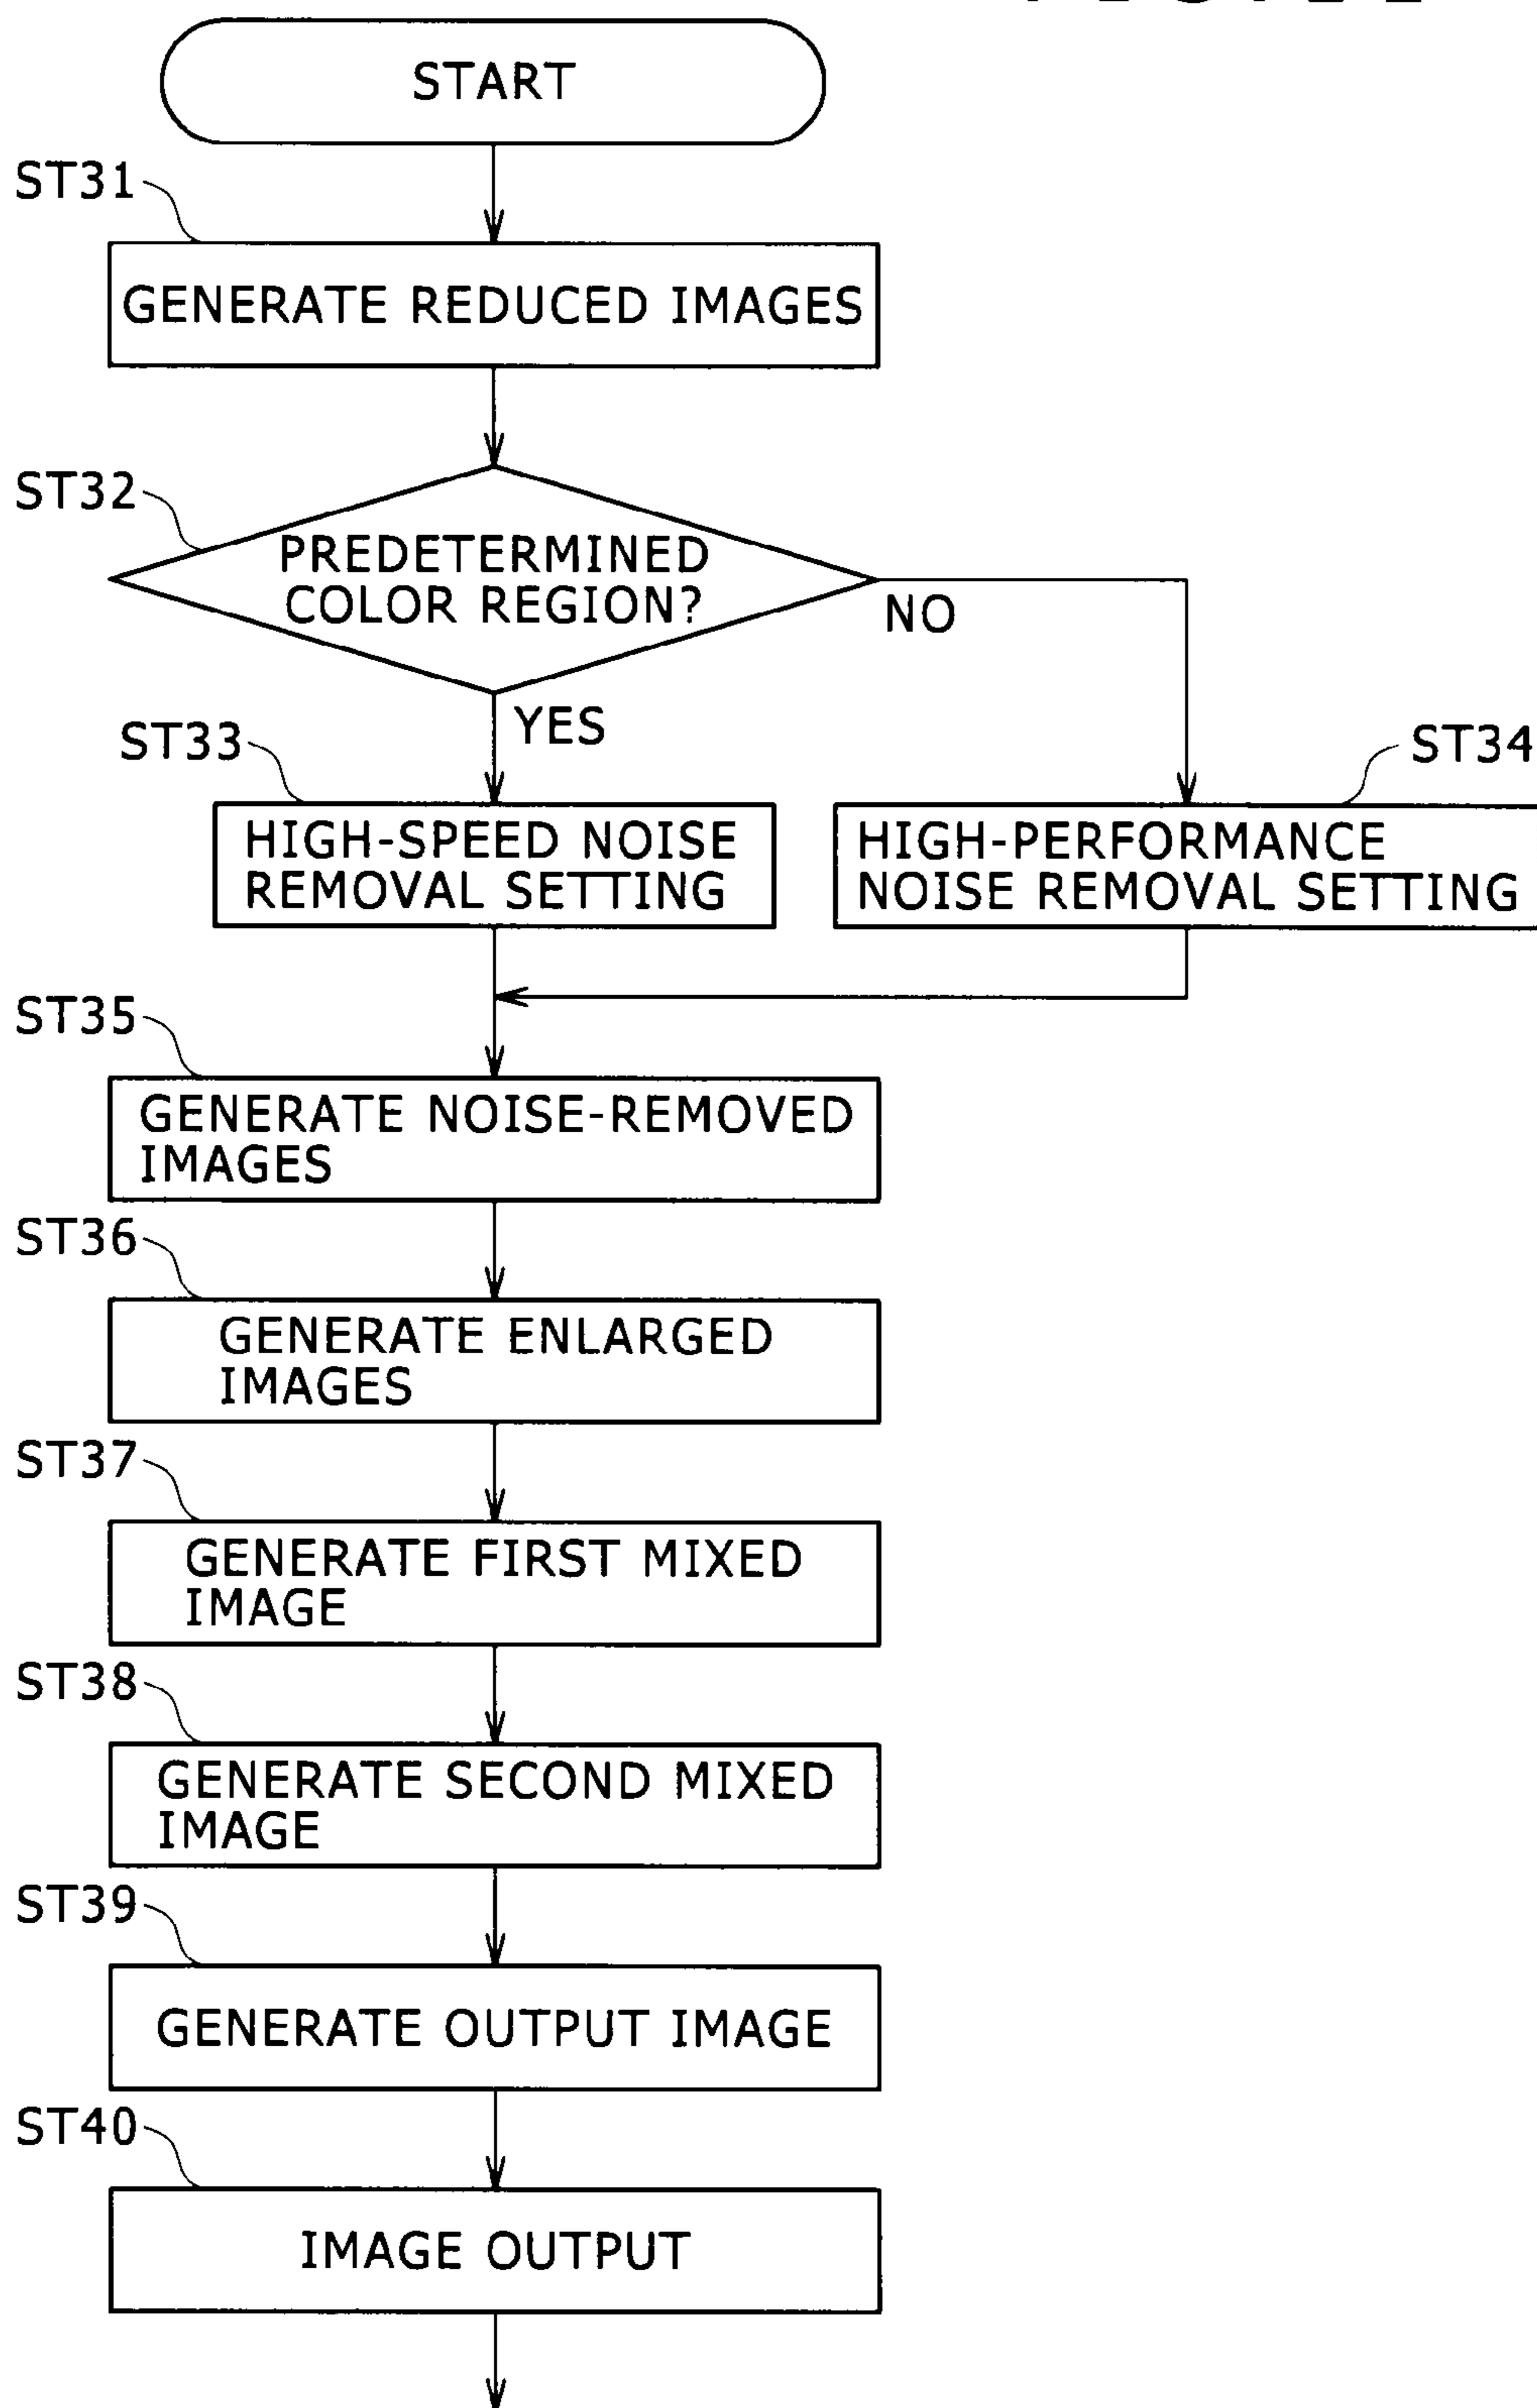 START
ST31
GENERATE REDUCED IMAGES
ST32
PREDETERMINED
COLOR REGION?
NO
YES
ST33
HIGH-SPEED NOISE
REMOVAL SETTING
ST34
HIGH-PERFORMANCE
NOISE REMOVAL SETTING
ST35
GENERATE NOISE-REMOVED
IMAGES
ST36
GENERATE ENLARGED
IMAGES
ST37
GENERATE FIRST MIXED
IMAGE
ST38
GENERATE SECOND MIXED
IMAGE
ST39
GENERATE OUTPUT IMAGE
ST40
IMAGE OUTPUT